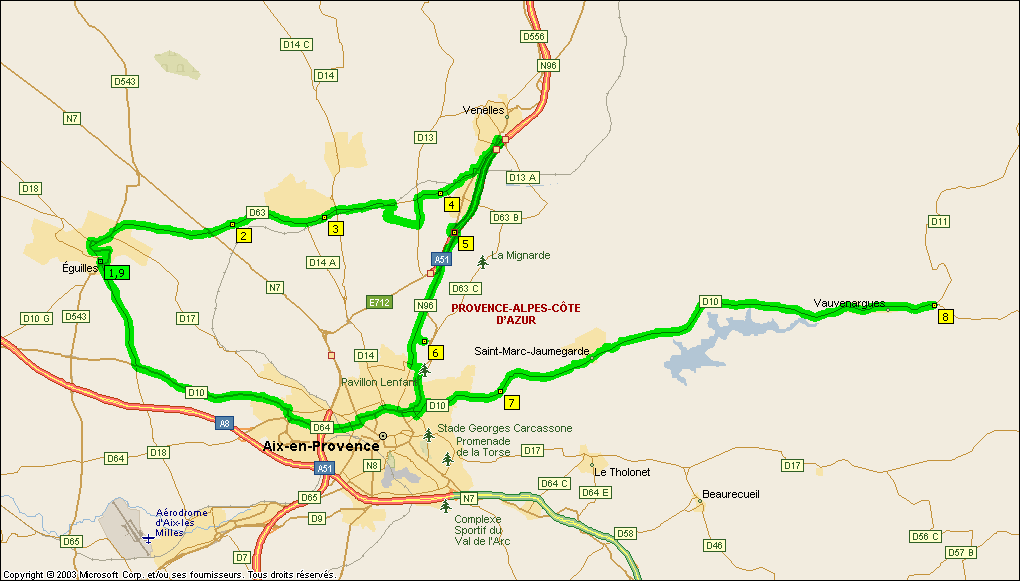 D556
D14 C
N96
D14
D543
Venelles
N7
D13
D13 A
D18
D63
4
D63 B
D11
3
2
5
La Mignarde
A51
D14 A
Éguilles
1,9
N7
D63 C
E712
N96
PROVENCE-ALPES-CÔTE
D'AZUR
D10
Vauvenargues
8
D10 G
D543
D17
Saint-Marc-Jaumegarde
6
D14
Pavillon Lenfant
D10
D10
7
A8
D64
Stade Georges Carcassone
Aix-en-Provence
Promenade
de la Torse
D17
D18
D64
A51
N8
D17
Le Tholonet
D64 C
D64 E
Beaurecueil
D65
N7
Aérodrome
d'Aix-les
Milles
D9
Complexe
Sportif du
Val de l'Arc
D58
D65
D46
D56 C
D57 B
D7
Copyright © 2003 Microsoft Corp. et/ou ses fournisseurs. Tous droits réservés.